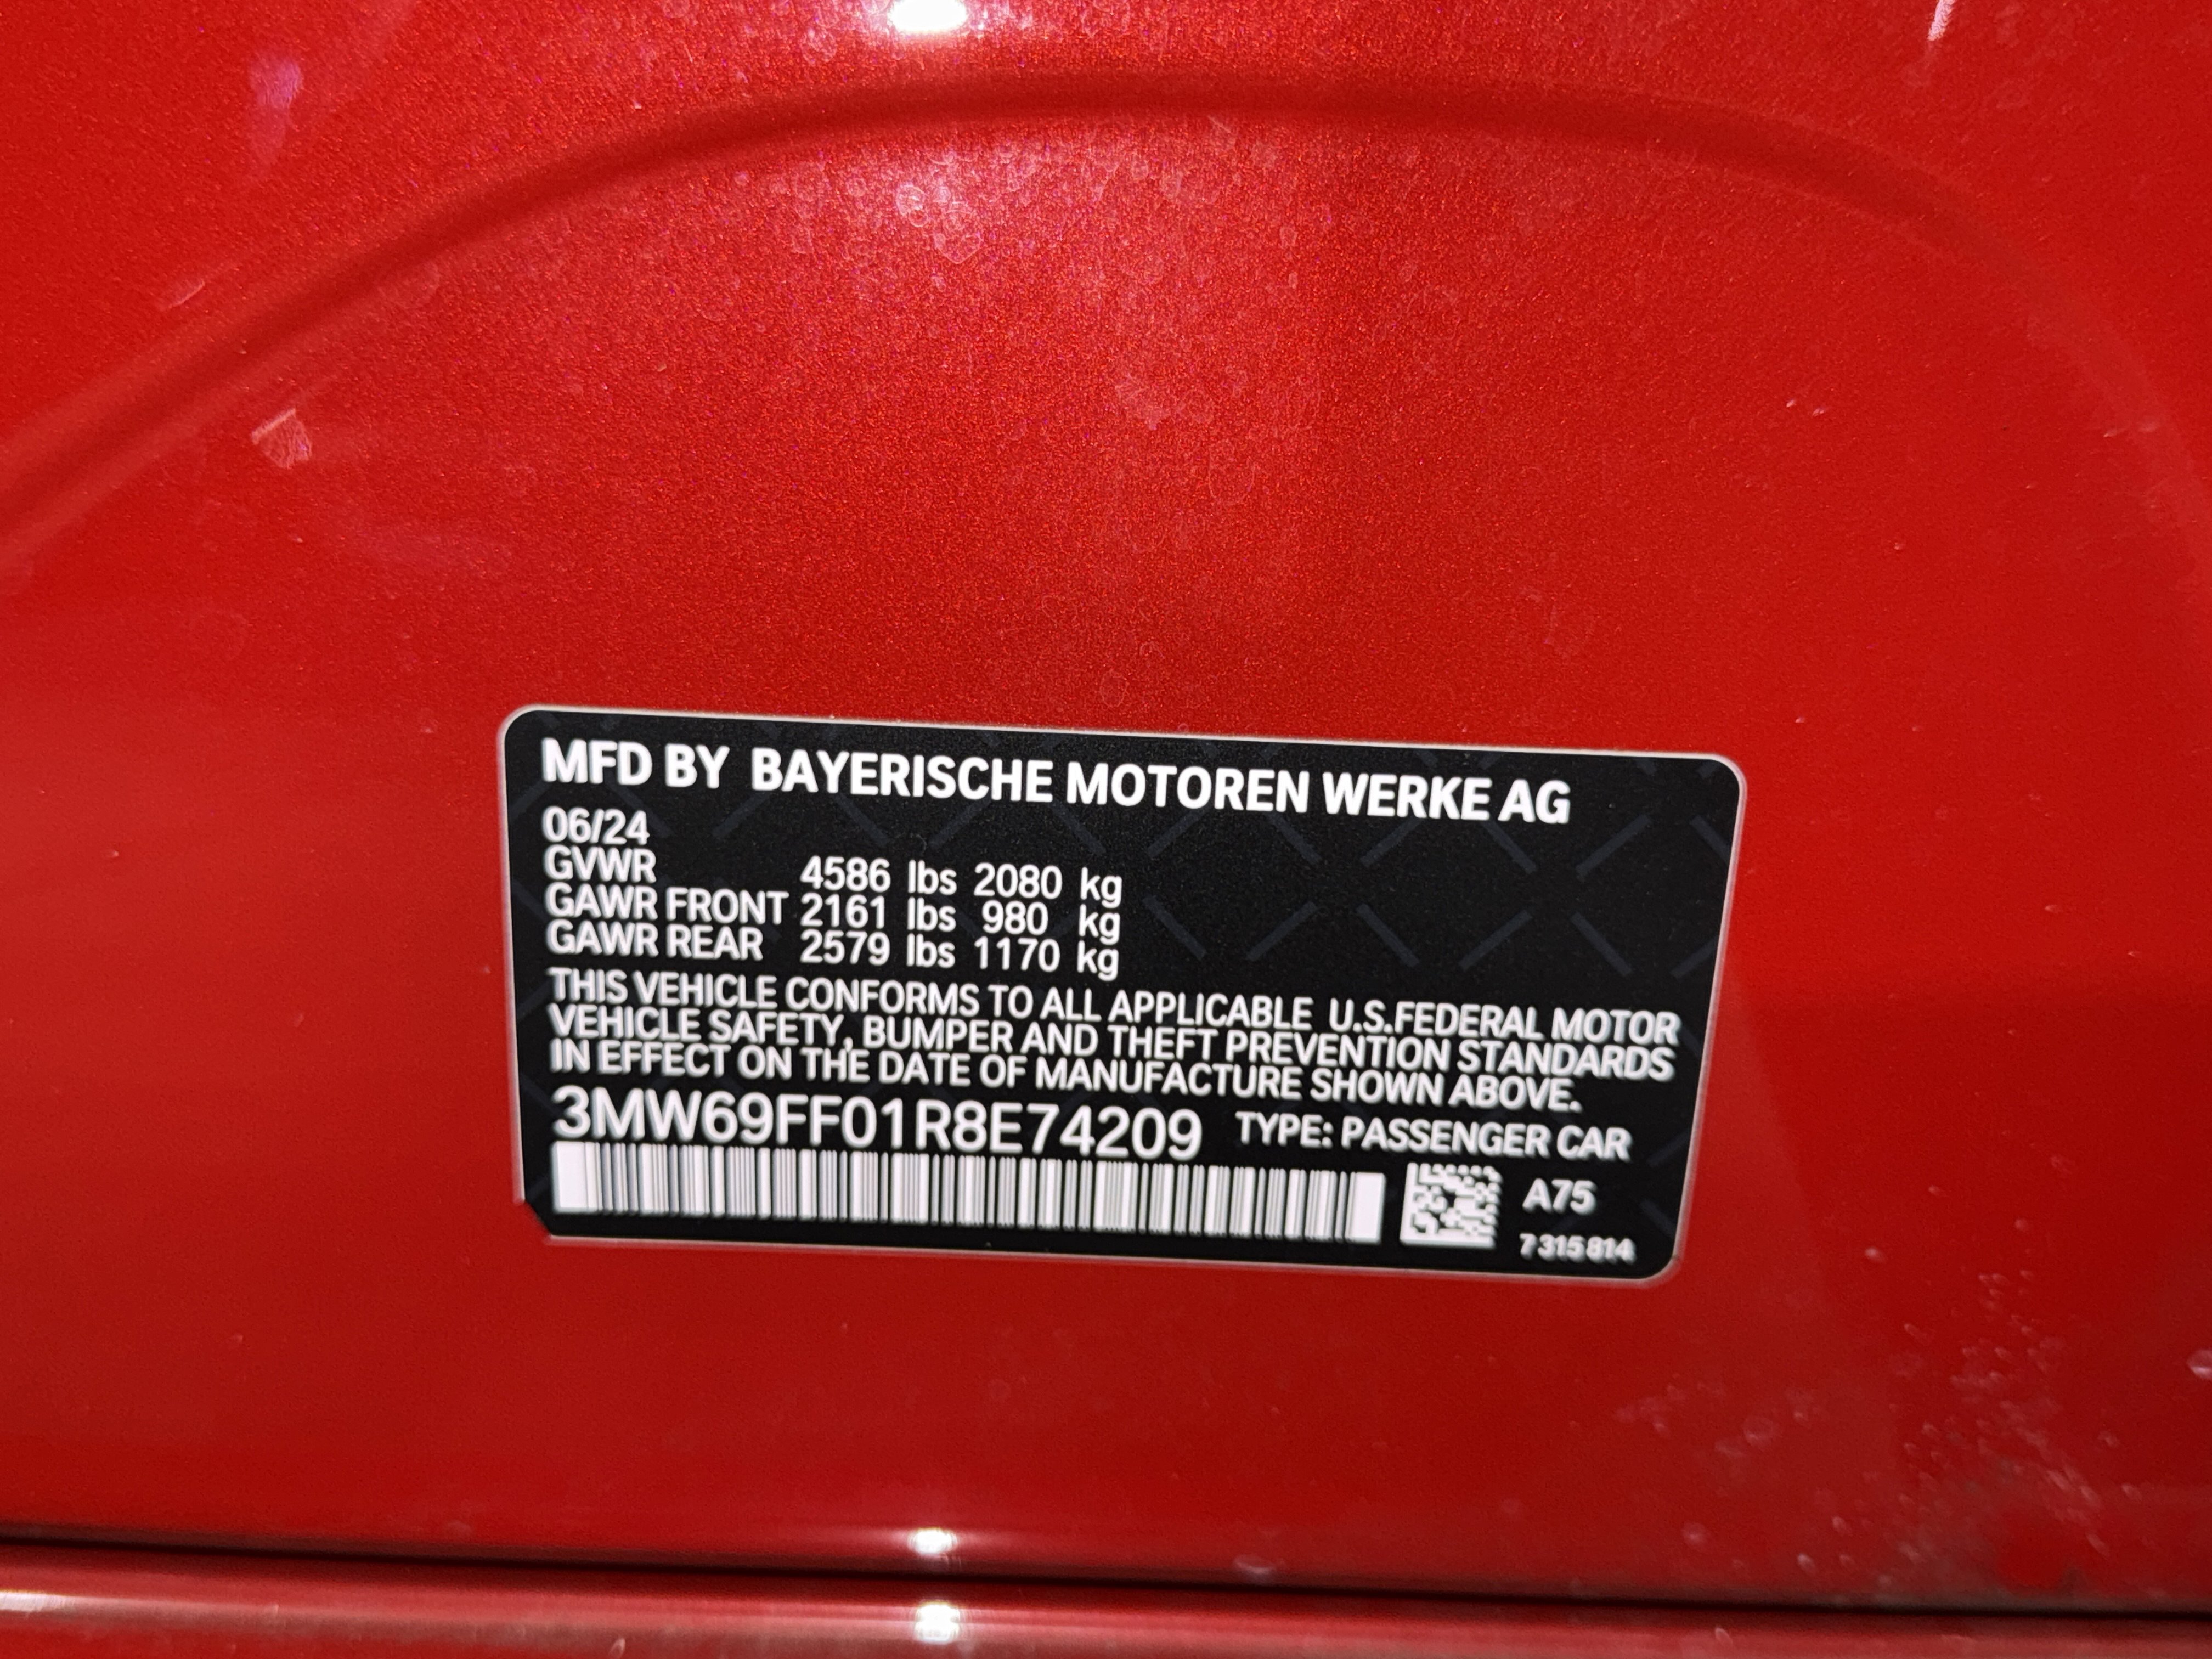 MFD BY BAYERISCHE MOTOREN WERKE AG
06/24
GVWR 4586 lbs 2080 kg
GAWR FRONT 2161 lbs 980 kg
GAWR REAR 2579 lbs 1170 kg
THIS VEHICLE CONFORMS TO ALL APPLICABLE U.S.FEDERAL MOTOR
VEHICLE SAFETY, BUMPER AND THEFT PREVENTION STANDARDS
IN EFFECT ON THE DATE OF MANUFACTURE SHOWN ABOVE.
3MW69FF01R8E74209 TYPE: PASSENGER CAR
A75
7 315 814